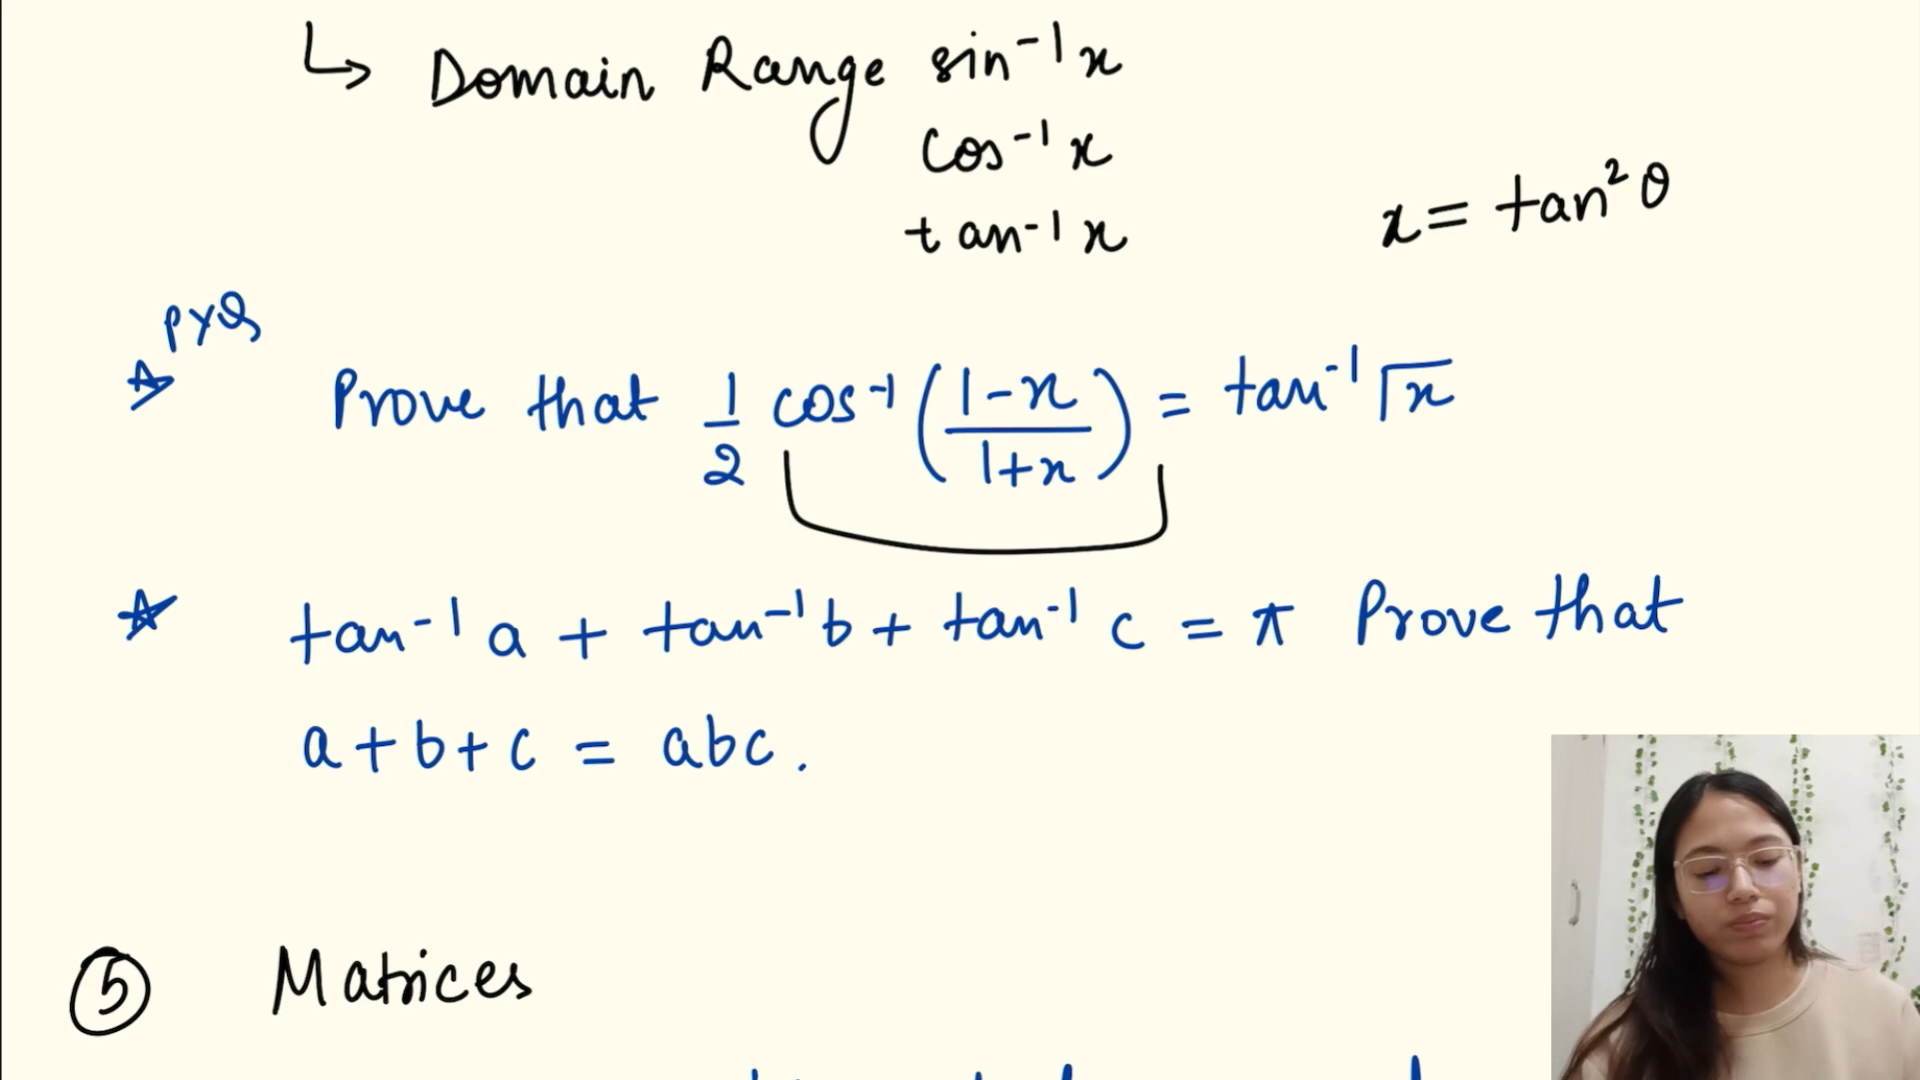 ↳ Domain Range sin⁻¹x
cos⁻¹x
tan⁻¹x
x = tan²θ
PYQ
Prove that 1/2 cos⁻¹((1-x)/(1+x)) = tan⁻¹√x
tan⁻¹a + tan⁻¹b + tan⁻¹c = π Prove that
a+b+c = abc.
⑤ Matrices